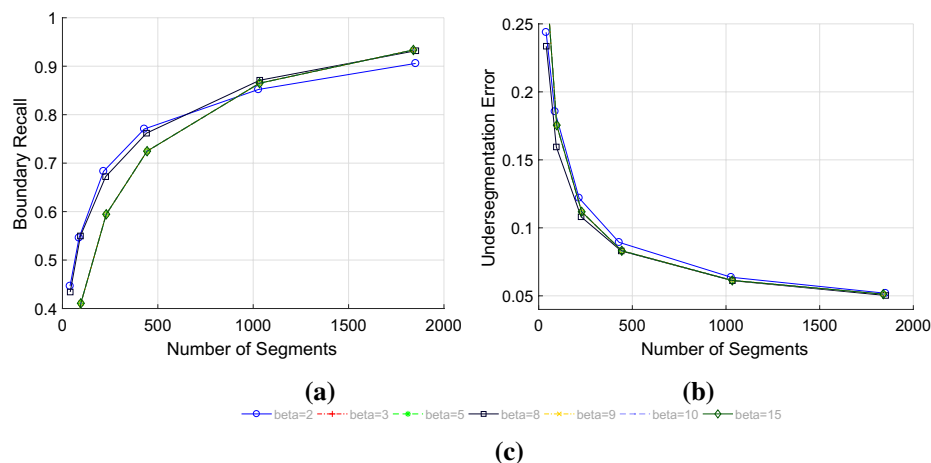 1
0.9
0.8
0.7
0.6
0.5
0.4
Boundary Recall
0 500 1000 1500 2000
Number of Segments
(a)
0.25
0.2
0.15
0.1
0.05
Undersegmentation Error
0 500 1000 1500 2000
Number of Segments
(b)
beta=2 beta=3 beta=5 beta=8 beta=9 beta=10 beta=15
(c)